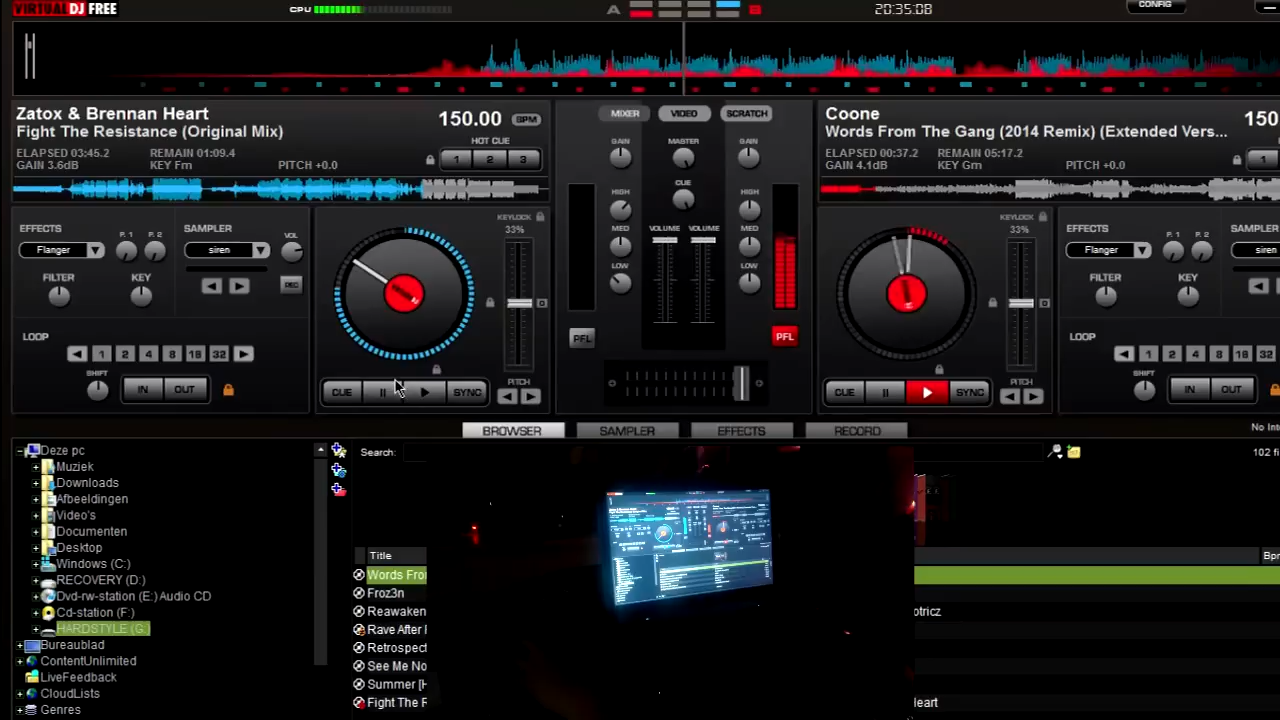 VIRTUAL DJ FREE
CPU
A
20:35:08
CONFIG
Zatox & Brennan Heart
Fight The Resistance (Original Mix)
150.00 BPM
ELAPSED 03:45.2 REMAIN 01:09.4
GAIN 3.6dB KEY Fm PITCH +0.0
HOT CUE
1 2 3
MIXER VIDEO SCRATCH
GAIN MASTER GAIN
CUE
HIGH HIGH
MED VOLUME VOLUME MED
LOW LOW
PFL PFL
Coone
Words From The Gang (2014 Remix) (Extended Vers...
150
ELAPSED 00:37.2 REMAIN 05:17.2
GAIN 4.1dB KEY Gm PITCH +0.0
1
EFFECTS SAMPLER
Flanger P. 1 P. 2 siren VOL
FILTER KEY REC
LOOP
1 2 4 8 16 32
SHIFT IN OUT
KEYLOCK
33%
CUE SYNC PITCH
KEYLOCK
33%
CUE SYNC PITCH
EFFECTS SAMPLER
Flanger P. 1 P. 2 siren
FILTER KEY
LOOP
1 2 4 8 16 32
SHIFT IN OUT
BROWSER SAMPLER EFFECTS RECORD
No In
Search:
102 fi
Deze pc
Muziek
Downloads
Afbeeldingen
Video's
Documenten
Desktop
Windows (C:)
RECOVERY (D:)
Dvd-rw-station (E:) Audio CD
Cd-station (F:)
HARDSTYLE (G:)
Bureaublad
ContentUnlimited
LiveFeedback
CloudLists
Genres
Title Bpm
Words Fro
Froz3n
Reawaken otricz
Rave After
Retrospect
See Me No
Summer [
Fight The F Heart